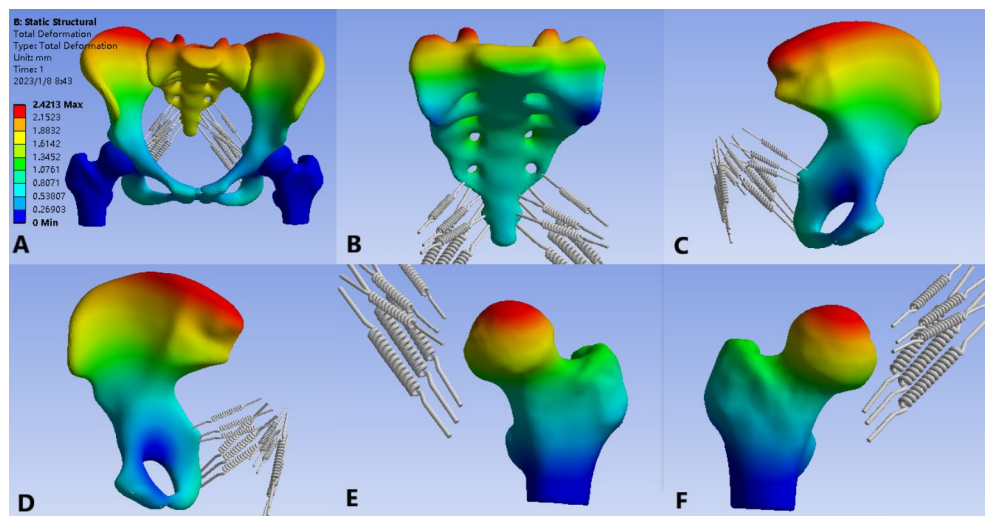 B: Static Structural
Total Deformation
Type: Total Deformation
Unit: mm
Time: 1
2023/1/8 8:43
2.4213 Max
2.1523
1.8832
1.6142
1.3452
1.0761
0.8071
0.53807
0.26903
0 Min
A
B
C
D
E
F